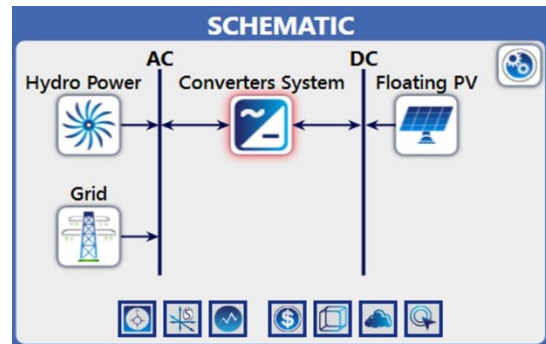 SCHEMATIC
AC DC
Hydro Power Converters System Floating PV
Grid